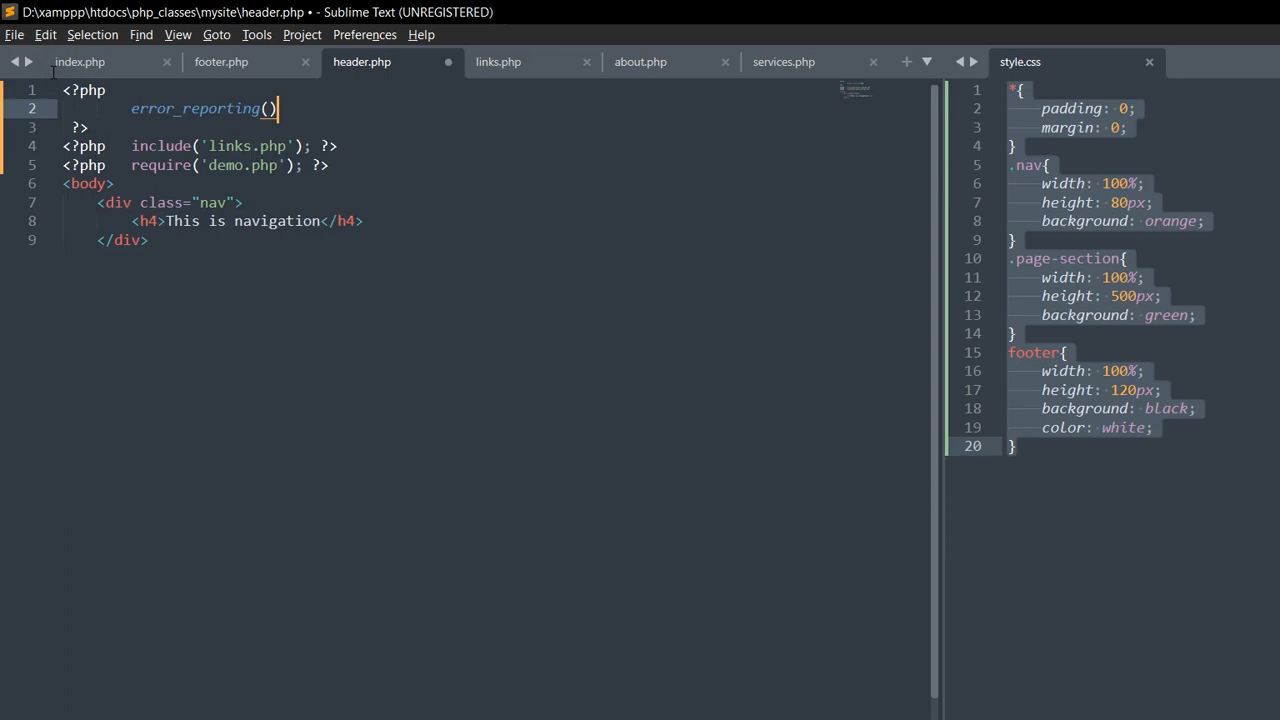 D:\xamppp\htdocs\php_classes\mysite\header.php • - Sublime Text (UNREGISTERED)
File Edit Selection Find View Goto Tools Project Preferences Help
index.php × footer.php × header.php links.php × about.php × services.php × + style.css ×
1 <?php
2 error_reporting()
3 ?>
4 <?php include('links.php'); ?>
5 <?php require('demo.php'); ?>
6 <body>
7 <div class="nav">
8 <h4>This is navigation</h4>
9 </div>
1 *{
2 padding: 0;
3 margin: 0;
4 }
5 .nav{
6 width: 100%;
7 height: 80px;
8 background: orange;
9 }
10 .page-section{
11 width: 100%;
12 height: 500px;
13 background: green;
14 }
15 footer{
16 width: 100%;
17 height: 120px;
18 background: black;
19 color: white;
20 }